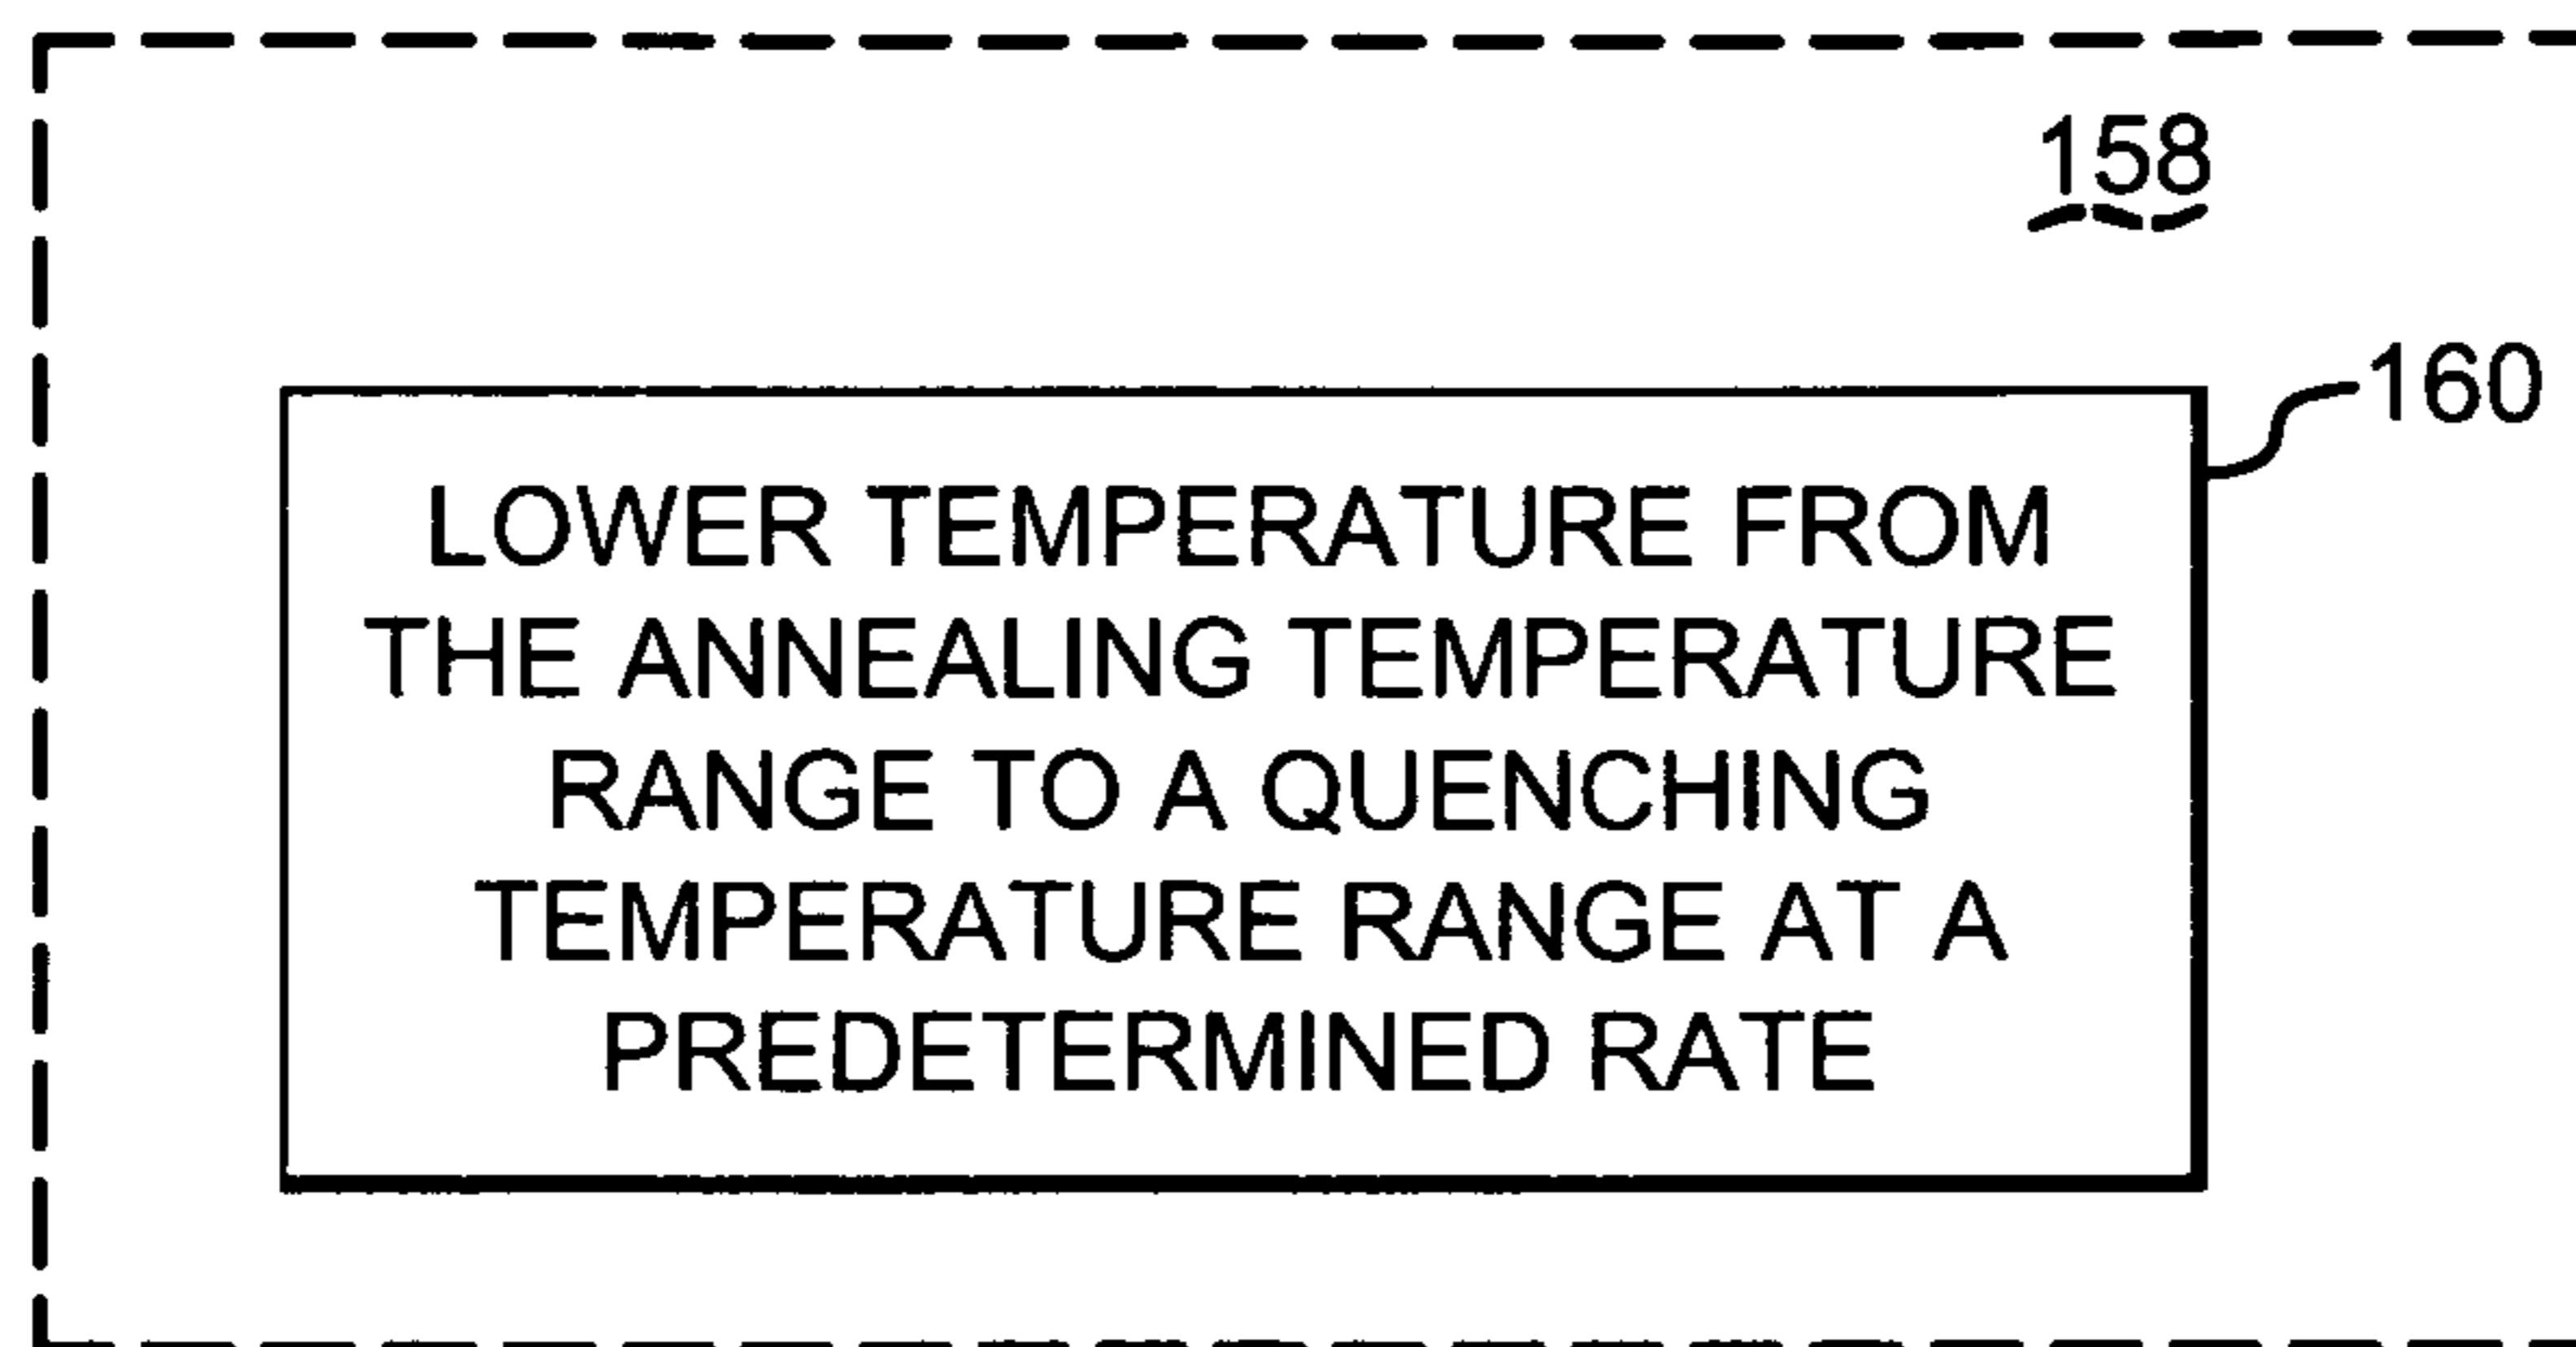 158
160
LOWER TEMPERATURE FROM
THE ANNEALING TEMPERATURE
RANGE TO A QUENCHING
TEMPERATURE RANGE AT A
PREDETERMINED RATE